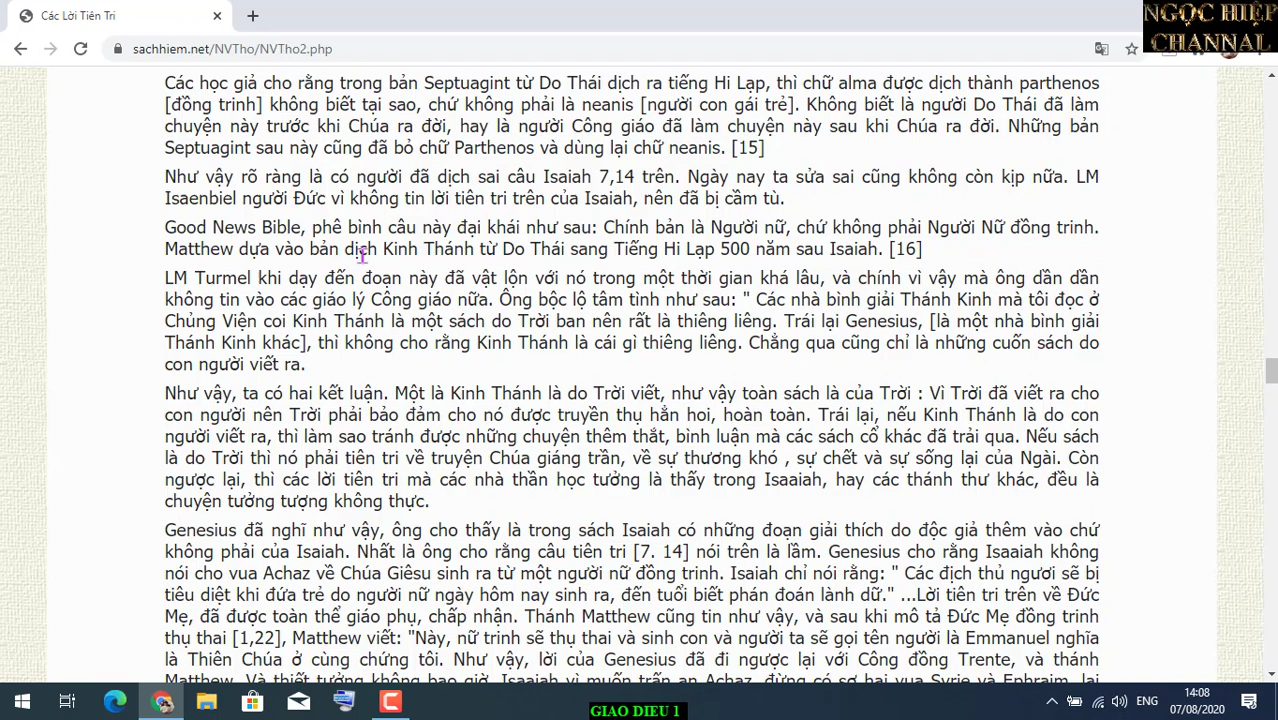 Các Lời Tiên Tri
NGỌC HIỆP
CHANNAL
sachhiem.net/NVTho/NVTho2.php
Các học giả cho rằng trong bản Septuagint từ Do Thái dịch ra tiếng Hi Lạp, thì chữ alma được dịch thành parthenos
[đồng trinh] không biết tại sao, chứ không phải là neanis [người con gái trẻ]. Không biết là người Do Thái đã làm
chuyện này trước khi Chúa ra đời, hay là người Công giáo đã làm chuyện này sau khi Chúa ra đời. Những bản
Septuagint sau này cũng đã bỏ chữ Parthenos và dùng lại chữ neanis. [15]
Như vậy rõ ràng là có người đã dịch sai câu Isaiah 7,14 trên. Ngày nay ta sửa sai cũng không còn kịp nữa. LM
Isaenbiel người Đức vì không tin lời tiên tri trên của Isaiah, nên đã bị cầm tù.
Good News Bible, phê bình câu này đại khái như sau: Chính bản là Người nữ, chứ không phải Người Nữ đồng trinh.
Matthew dựa vào bản dịch Kinh Thánh từ Do Thái sang Tiếng Hi Lạp 500 năm sau Isaiah. [16]
LM Turmel khi dạy đến đoạn này đã vật lộn với nó trong một thời gian khá lâu, và chính vì vậy mà ông dần dần
không tin vào các giáo lý Công giáo nữa. Ông bộc lộ tâm tình như sau: " Các nhà bình giải Thánh Kinh mà tôi đọc ở
Chủng Viện coi Kinh Thánh là một sách do Trời ban nên rất là thiêng liêng. Trái lại Genesius, [là một nhà bình giải
Thánh Kinh khác], thì không cho rằng Kinh Thánh là cái gì thiêng liêng. Chẳng qua cũng chỉ là những cuốn sách do
con người viết ra.
Như vậy, ta có hai kết luận. Một là Kinh Thánh là do Trời viết, như vậy toàn sách là của Trời : Vì Trời đã viết ra cho
con người nên Trời phải bảo đảm cho nó được truyền thụ hẳn hoi, hoàn toàn. Trái lại, nếu Kinh Thánh là do con
người viết ra, thì làm sao tránh được những chuyện thêm thắt, bình luận mà các sách cổ khác đã trải qua. Nếu sách
là do Trời thì nó phải tiên tri về truyện Chúa giáng trần, về sự thương khó , sự chết và sự sống lại của Ngài. Còn
ngược lại, thì các lời tiên tri mà các nhà thần học tưởng là thấy trong Isaaiah, hay các thánh thư khác, đều là
chuyện tưởng tượng không thực.
Genesius đã nghĩ như vậy, ông cho thấy là trong sách Isaiah có những đoạn giải thích do độc giả thêm vào chứ
không phải của Isaiah. Nhất là ông cho rằng câu tiên tri [7. 14] nói trên là lầm. Genesius cho rằng Isaaiah không
nói cho vua Achaz về Chúa Giêsu sinh ra từ một người nữ đồng trinh. Isaiah chỉ nói rằng: " Các địch thủ ngươi sẽ bị
tiêu diệt khi đứa trẻ do người nữ ngày hôm nay sinh ra, đến tuổi biết phán đoán lành dữ." ...Lời tiên tri trên về Đức
Mẹ, đã được toàn thể giáo phụ, chấp nhận. Thánh Matthew cũng tin như vậy, và sau khi mô tả Đức Mẹ đồng trinh
thụ thai [1,22], Matthew viết: "Này, nữ trinh sẽ thụ thai và sinh con và người ta sẽ gọi tên người là Emmanuel nghĩa
là Thiên Chúa ở cùng chứng tôi. Như vậy, lời của Genesius đã đi ngược lại với Công đồng Trente, và thánh
Matthew. Và thiết tưởng không bao giờ, Isaaiah vì muốn trấn an Achaz, đừng có sợ hai vua Syrie và Ephraim, lại
ENG
14:08
07/08/2020
GIAO DIEU 1